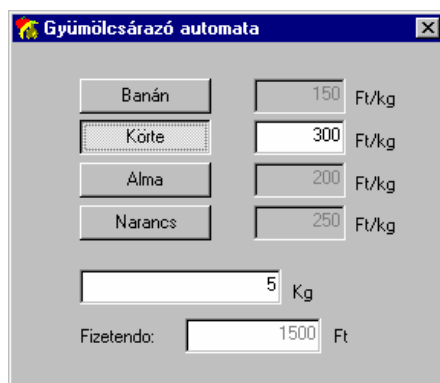 Gyümölcsárazó automata
Banán 150 Ft/kg
Körte 300 Ft/kg
Alma 200 Ft/kg
Narancs 250 Ft/kg
5 Kg
Fizetendo: 1500 Ft